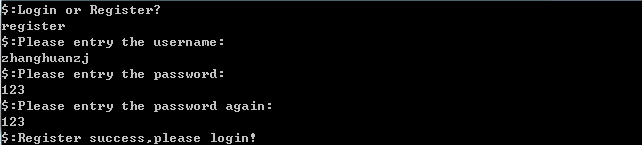 $:Login or Register?
register
$:Please entry the username:
zhanghuanzj
$:Please entry the password:
123
$:Please entry the password again:
123
$:Register success,please login!